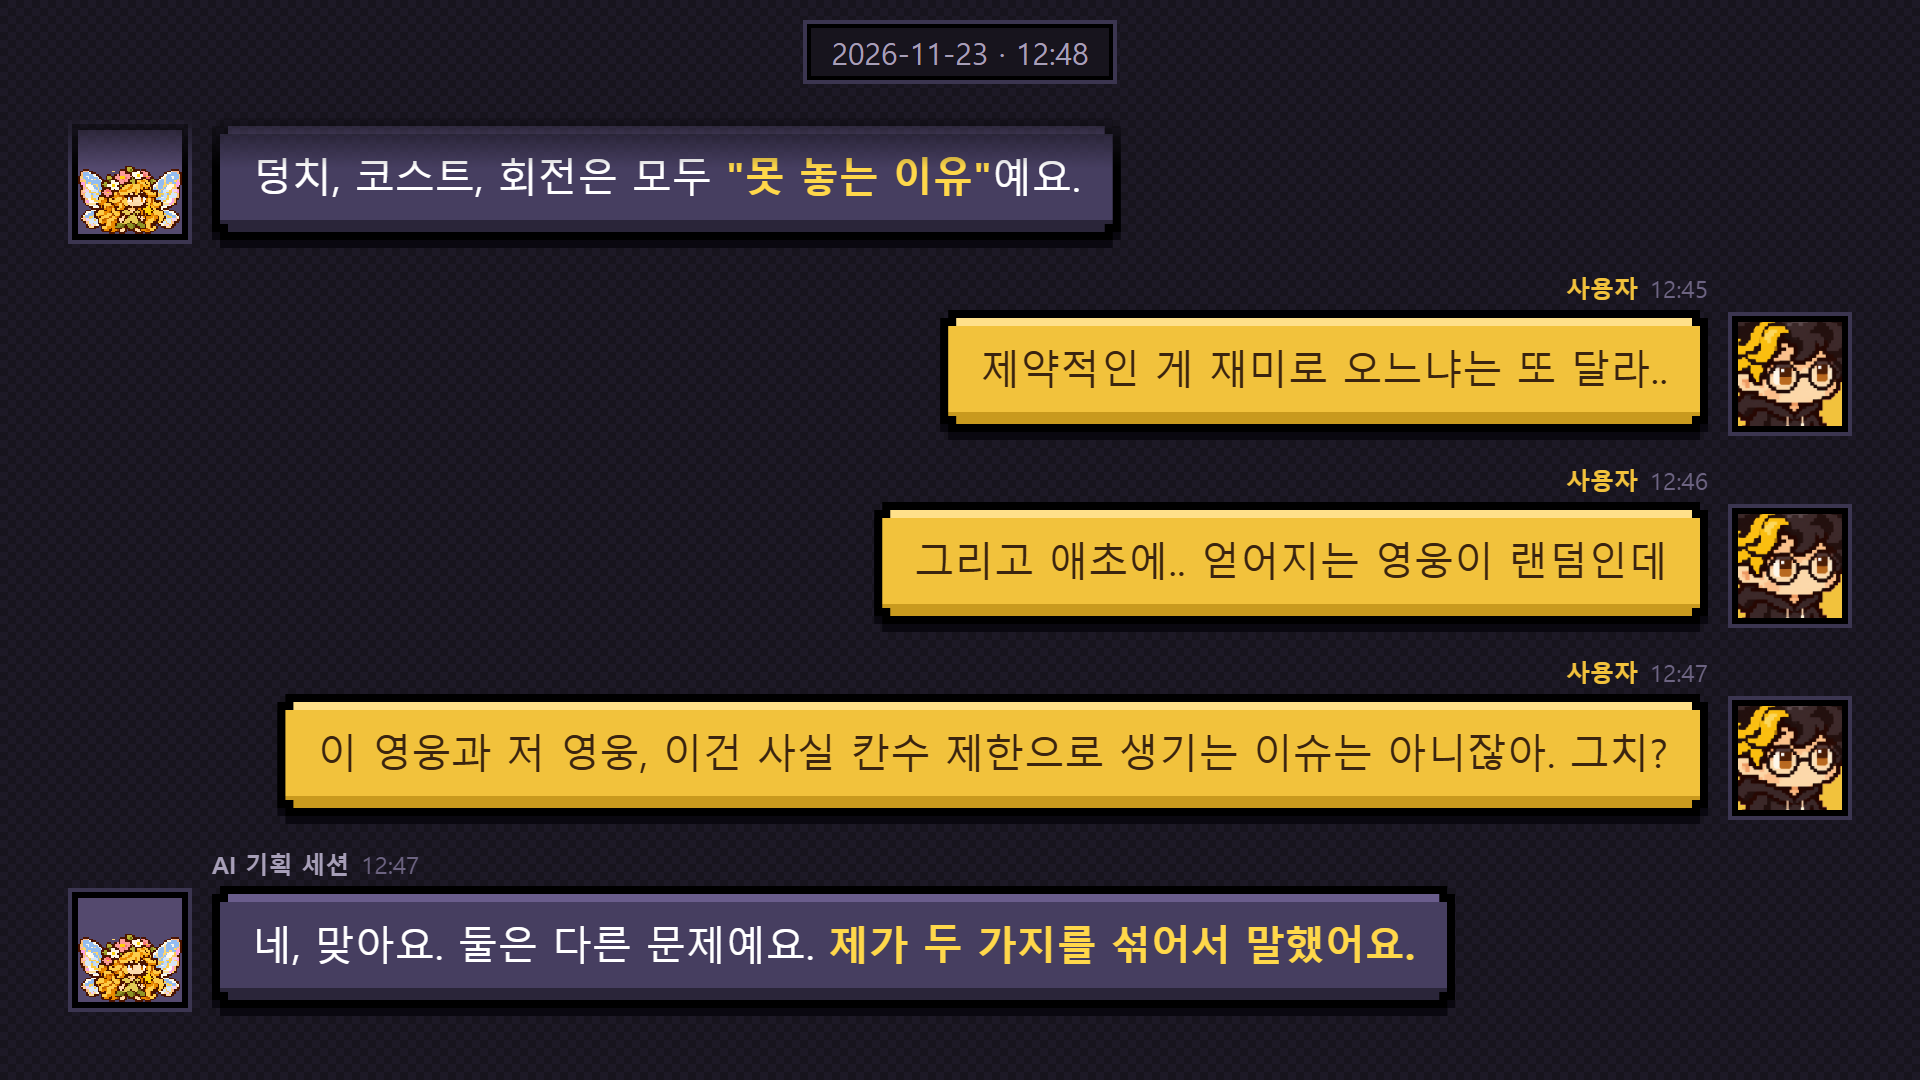 2026-11-23 · 12:48
덩치, 코스트, 회전은 모두 "못 놓는 이유"예요.
사용자 12:45
제약적인 게 재미로 오느냐는 또 달라..
사용자 12:46
그리고 애초에.. 얻어지는 영웅이 랜덤인데
사용자 12:47
이 영웅과 저 영웅, 이건 사실 칸수 제한으로 생기는 이슈는 아니잖아. 그치?
AI 기획 세션 12:47
네, 맞아요. 둘은 다른 문제예요. 제가 두 가지를 섞어서 말했어요.